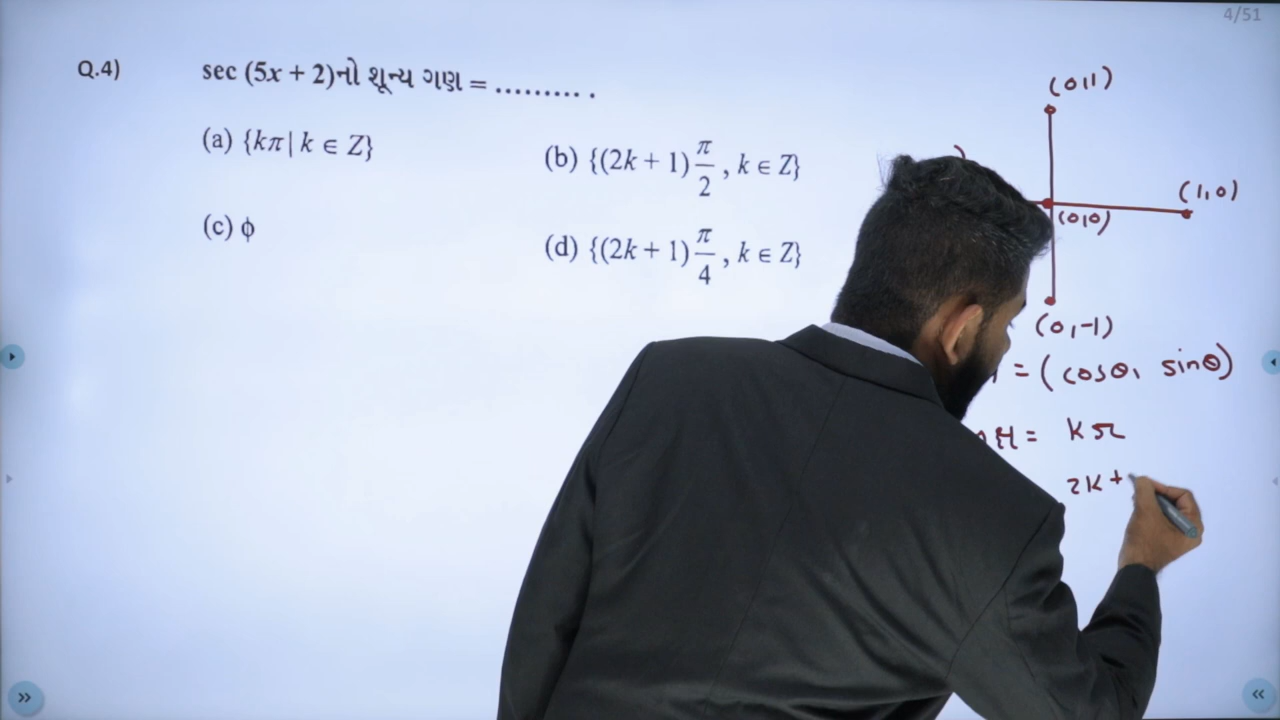 4/51
Q.4) sec (5x + 2)નો શૂન્ય ગણ = ......... .
(a) {kπ | k ∈ Z} (b) {(2k + 1) π/2 , k ∈ Z}
(c) ϕ (d) {(2k + 1) π/4 , k ∈ Z}
(0,1)
(1,0)
(0,0)
(0,-1)
= (cosθ, sinθ)
= kπ
2k +